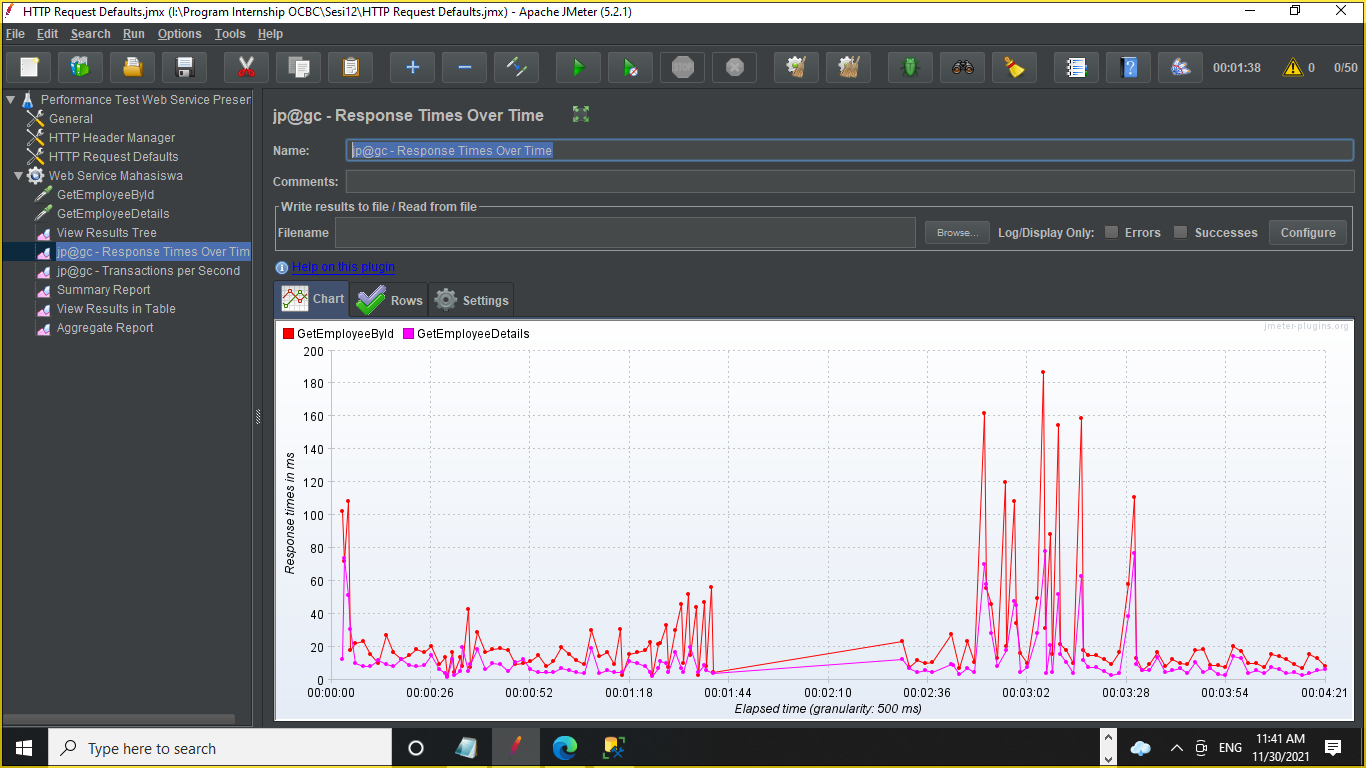 HTTP Request Defaults.jmx (I:\Program Internship OCBC\Sesi12\HTTP Request Defaults.jmx) - Apache JMeter (5.2.1)
File Edit Search Run Options Tools Help
STOP 00:01:38 0 0/50
Performance Test Web Service Presen
General
HTTP Header Manager
HTTP Request Defaults
Web Service Mahasiswa
GetEmployeeById
GetEmployeeDetails
View Results Tree
jp@gc - Response Times Over Tim
jp@gc - Transactions per Second
Summary Report
View Results in Table
Aggregate Report
jp@gc - Response Times Over Time
Name: jp@gc - Response Times Over Time
Comments:
Write results to file / Read from file
Filename Browse... Log/Display Only: Errors Successes Configure
Help on this plugin
Chart Rows Settings
jmeter-plugins.org
GetEmployeeById GetEmployeeDetails
200
180
160
140
120
100
80
60
40
20
0
Response times in ms
00:00:00 00:00:26 00:00:52 00:01:18 00:01:44 00:02:10 00:02:36 00:03:02 00:03:28 00:03:54 00:04:21
Elapsed time (granularity: 500 ms)
Type here to search
ENG
11:41 AM
11/30/2021